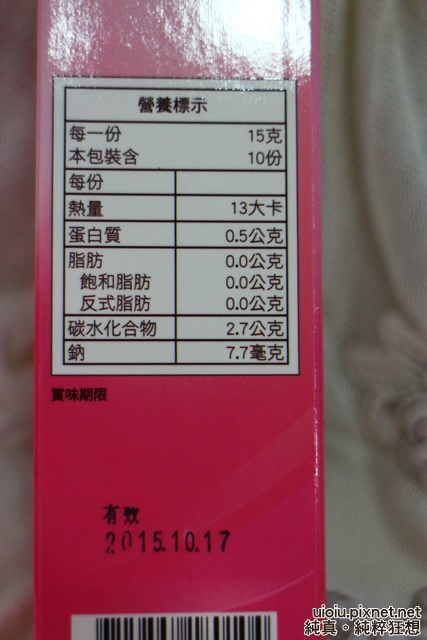 營養標示
每一份 15克
本包裝含 10份
每份
熱量 13大卡
蛋白質 0.5公克
脂肪 0.0公克
飽和脂肪 0.0公克
反式脂肪 0.0公克
碳水化合物 2.7公克
鈉 7.7毫克
賞味期限
有效
2015.10.17
uioiu.pixnet.net
純真・純粹狂想